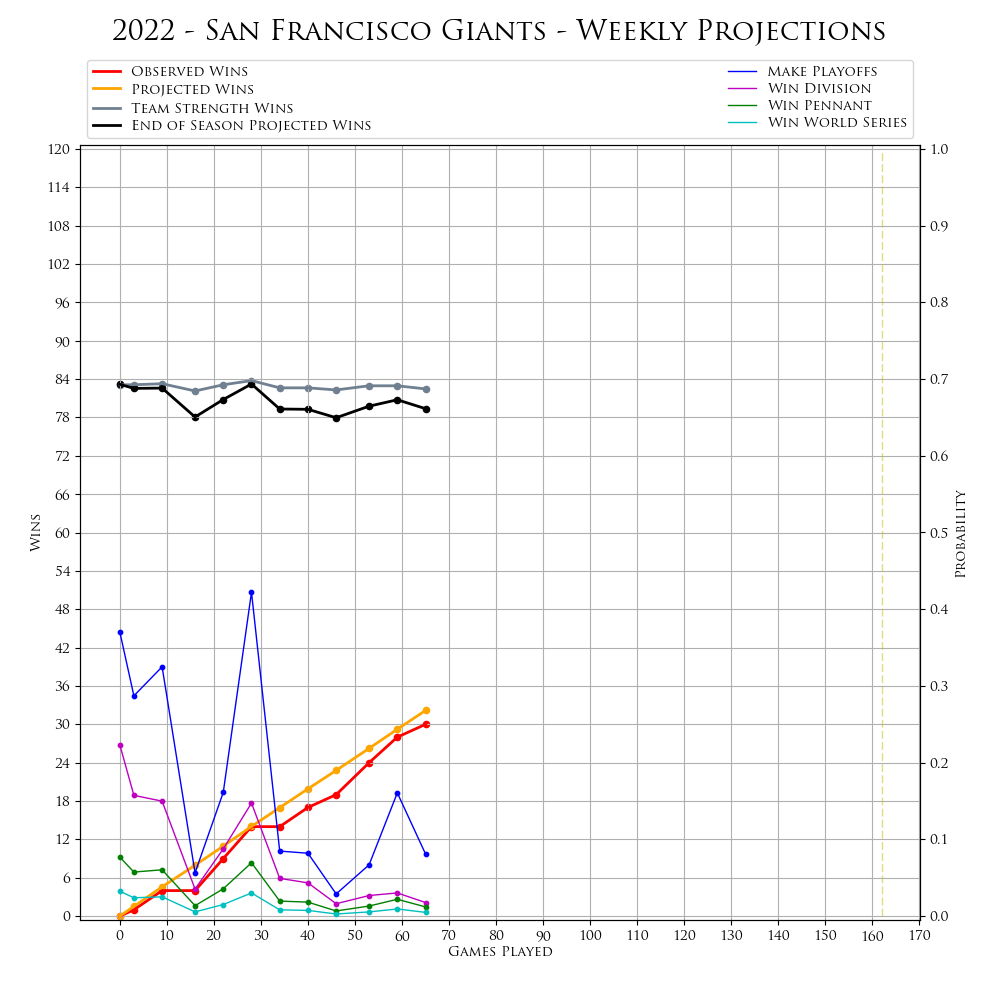 2022 - San Francisco Giants - Weekly Projections
Observed Wins
Projected Wins
Team Strength Wins
End of Season Projected Wins
Make Playoffs
Win Division
Win Pennant
Win World Series
120
114
108
102
96
90
84
78
72
66
60
54
48
42
36
30
24
18
12
6
0
Wins
1.0
0.9
0.8
0.7
0.6
0.5
0.4
0.3
0.2
0.1
0.0
Probability
0 10 20 30 40 50 60 70 80 90 100 110 120 130 140 150 160 170
Games Played